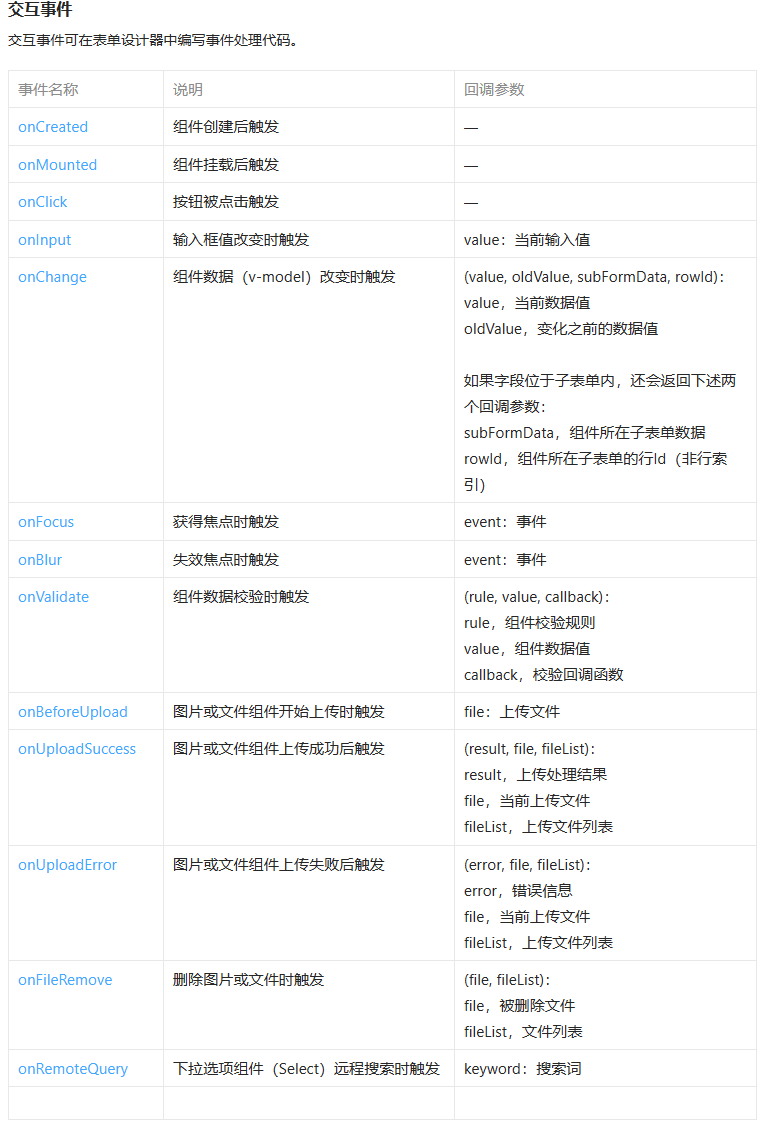 交互事件
交互事件可在表单设计器中编写事件处理代码。
事件名称 说明 回调参数
onCreated 组件创建后触发 —
onMounted 组件挂载后触发 —
onClick 按钮被点击触发 —
onInput 输入框值改变时触发 value：当前输入值
onChange 组件数据（v-model）改变时触发 (value, oldValue, subFormData, rowId)：
value，当前数据值
oldValue，变化之前的数据值
如果字段位于子表单内，还会返回下述两
个回调参数：
subFormData，组件所在子表单数据
rowId，组件所在子表单的行Id（非行索
引）
onFocus 获得焦点时触发 event：事件
onBlur 失效焦点时触发 event：事件
onValidate 组件数据校验时触发 (rule, value, callback)：
rule，组件校验规则
value，组件数据值
callback，校验回调函数
onBeforeUpload 图片或文件组件开始上传时触发 file：上传文件
onUploadSuccess 图片或文件组件上传成功后触发 (result, file, fileList)：
result，上传处理结果
file，当前上传文件
fileList，上传文件列表
onUploadError 图片或文件组件上传失败后触发 (error, file, fileList)：
error，错误信息
file，当前上传文件
fileList，上传文件列表
onFileRemove 删除图片或文件时触发 (file, fileList)：
file，被删除文件
fileList，文件列表
onRemoteQuery 下拉选项组件（Select）远程搜索时触发 keyword：搜索词